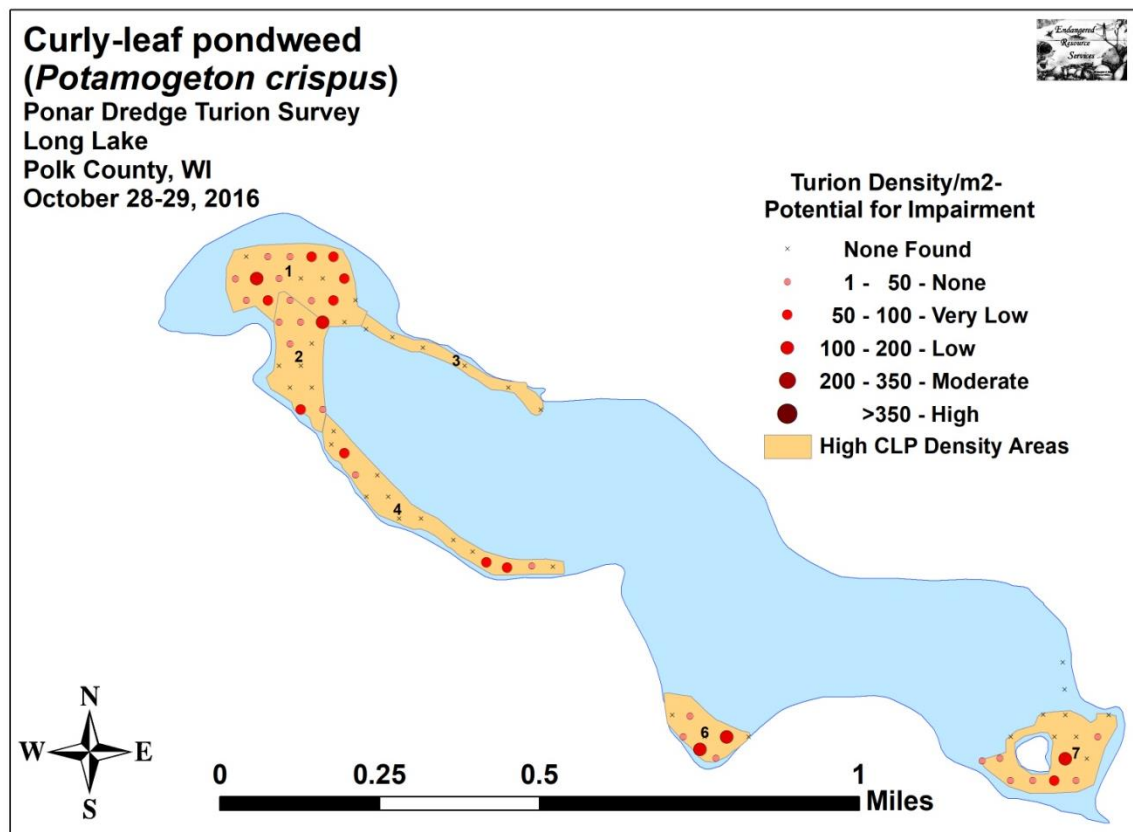 Curly-leaf pondweed
(Potamogeton crispus)
Ponar Dredge Turion Survey
Long Lake
Polk County, WI
October 28-29, 2016
Endangered
Resource
Services
Turion Density/m2-
Potential for Impairment
None Found
1 - 50 - None
50 - 100 - Very Low
100 - 200 - Low
200 - 350 - Moderate
>350 - High
High CLP Density Areas
1
2
3
4
6
7
N
W E
S
0 0.25 0.5 1
Miles